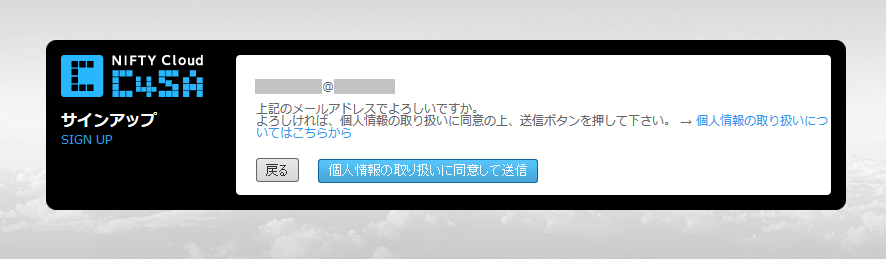 NIFTY Cloud
C4SA
サインアップ
SIGN UP
@
上記のメールアドレスでよろしいですか。
よろしければ、個人情報の取り扱いに同意の上、送信ボタンを押して下さい。 → 個人情報の取り扱いにつ
いてはこちらから
戻る
個人情報の取り扱いに同意して送信